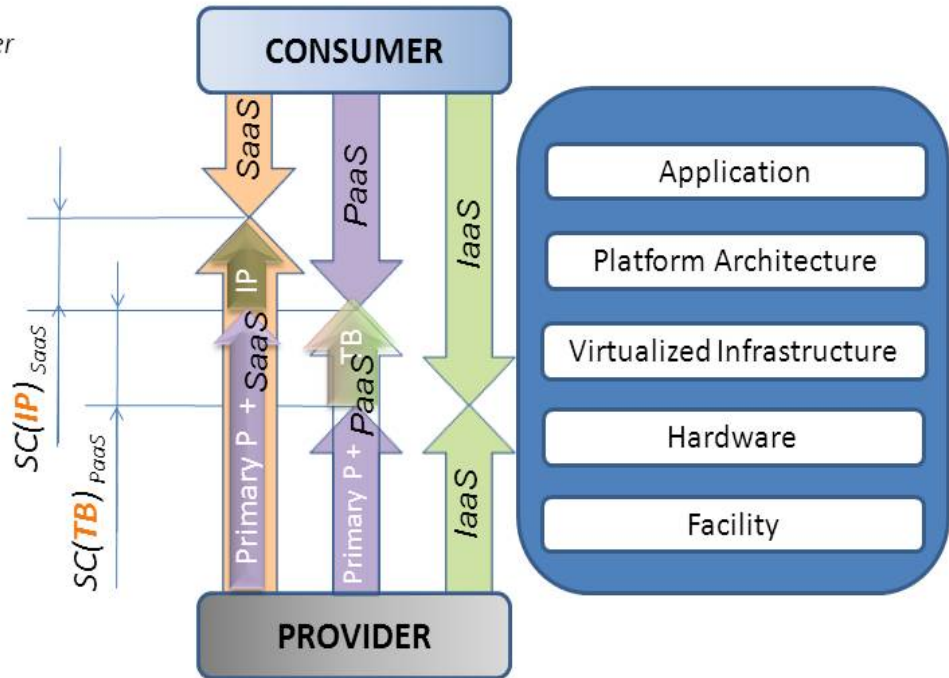 er
CONSUMER
SaaS
PaaS
IaaS
IP
TB
Primary P + SaaS
Primary P + PaaS
IaaS
SC(IP) SaaS
SC(TB) PaaS
PROVIDER
Application
Platform Architecture
Virtualized Infrastructure
Hardware
Facility